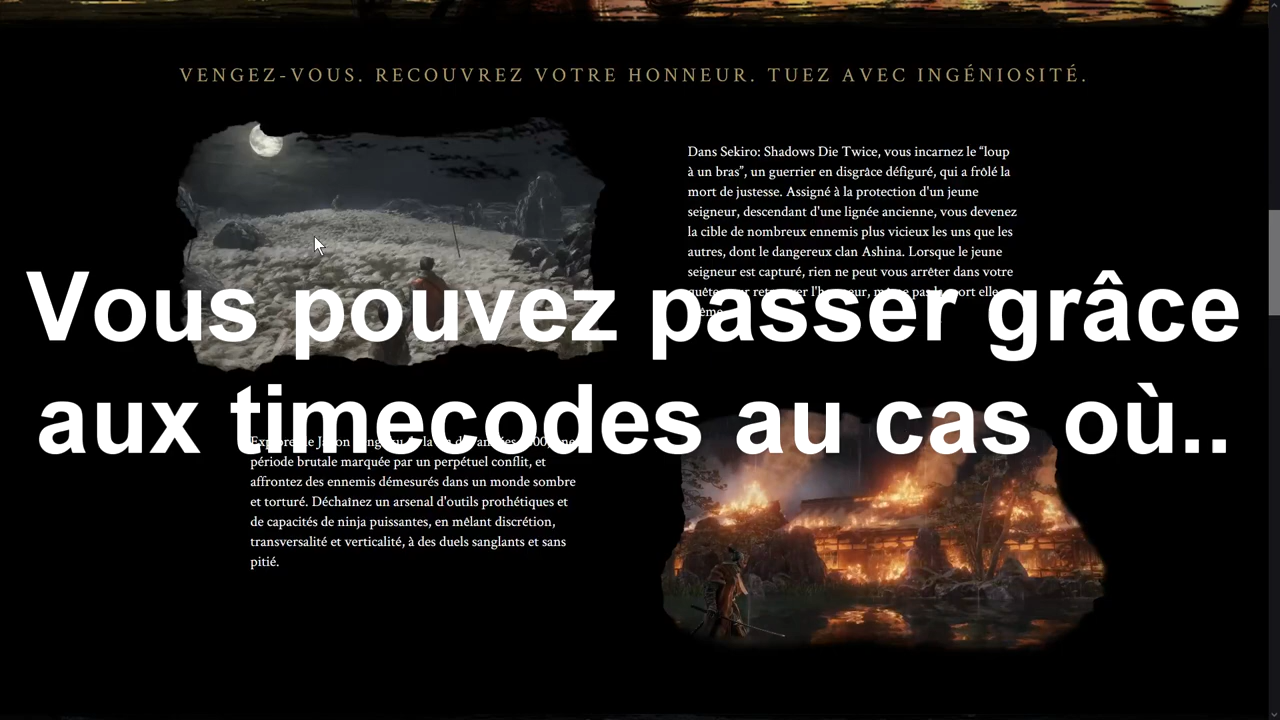 VENGEZ-VOUS. RECOUVREZ VOTRE HONNEUR. TUEZ AVEC INGÉNIOSITÉ.
Dans Sekiro: Shadows Die Twice, vous incarnez le “loup
à un bras”, un guerrier en disgrâce défiguré, qui a frôlé la
mort de justesse. Assigné à la protection d'un jeune
seigneur, descendant d'une lignée ancienne, vous devenez
la cible de nombreux ennemis plus vicieux les uns que les
autres, dont le dangereux clan Ashina. Lorsque le jeune
seigneur est capturé, rien ne peut vous arrêter dans votre
Vous pouvez passer grâce
aux timecodes au cas où..
période brutale marquée par un perpétuel conflit, et
affrontez des ennemis démesurés dans un monde sombre
et torturé. Déchaînez un arsenal d'outils prothétiques et
de capacités de ninja puissantes, en mêlant discrétion,
transversalité et verticalité, à des duels sanglants et sans
pitié.